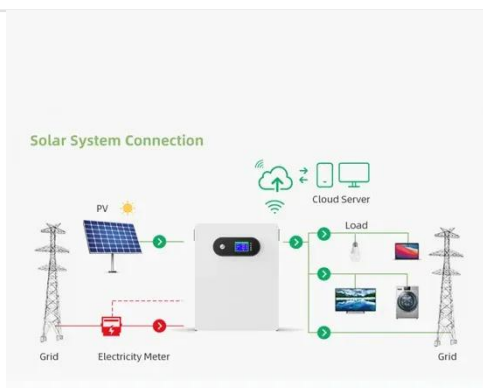 Solar System Connection
Cloud Server
PV
Load
Grid
Electricity Meter
Grid